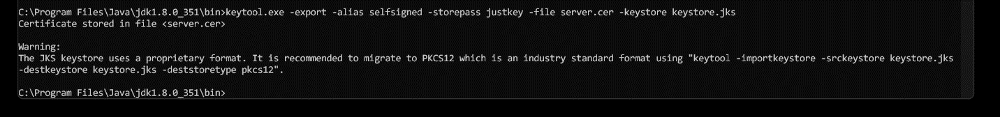 C:\Program Files\Java\jdk1.8.0_351\bin>keytool.exe -export -alias selfsigned -storepass justkey -file server.cer -keystore keystore.jks
Certificate stored in file <server.cer>
Warning:
The JKS keystore uses a proprietary format. It is recommended to migrate to PKCS12 which is an industry standard format using "keytool -importkeystore -srckeystore keystore.jks
-destkeystore keystore.jks -deststoretype pkcs12".
C:\Program Files\Java\jdk1.8.0_351\bin>